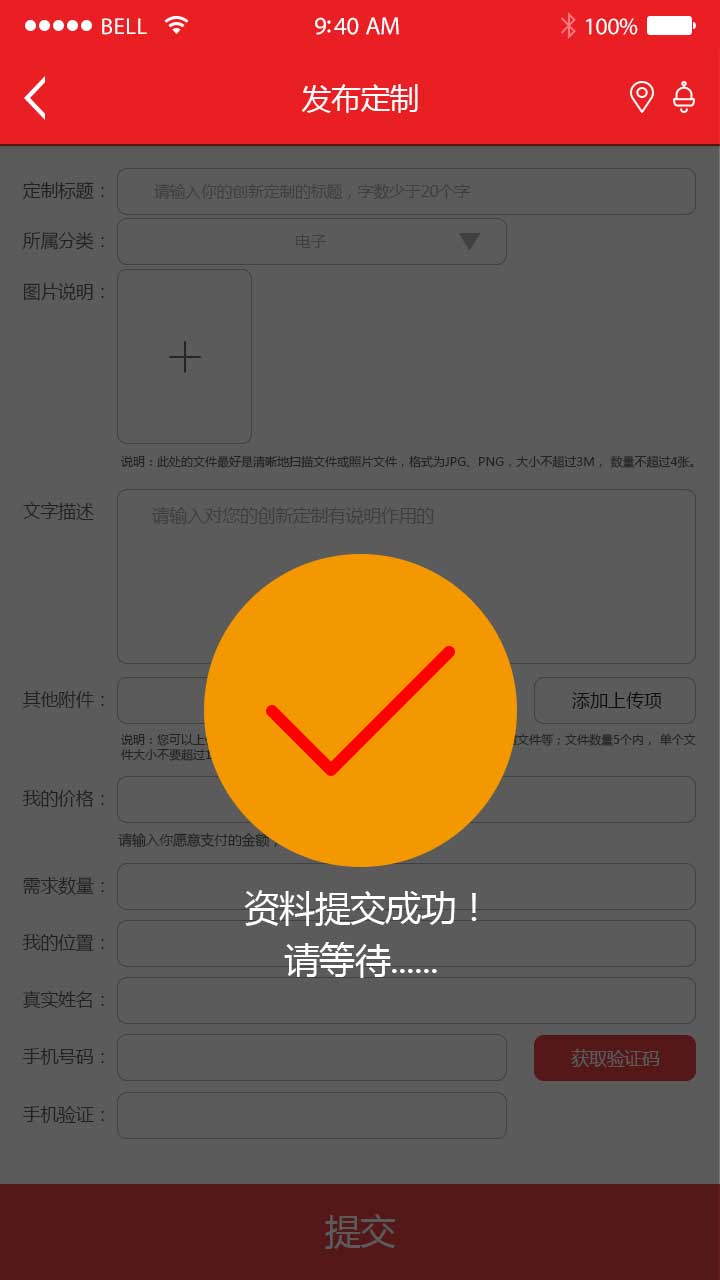 BELL 9:40 AM 100%
发布定制
定制标题：请输入你的创新定制的标题，字数少于20个字
所属分类：电子
图片说明：
说明：此处的文件最好是清晰地扫描文件或照片文件，格式为JPG、PNG，大小不超过3M， 数量不超过4张。
文字描述 请输入对您的创新定制有说明作用的
其他附件： 添加上传项
说明：您可以上 文件等；文件数量5个内， 单个文
件大小不要超过1
我的价格：
请输入你愿意支付的金额，
需求数量：
资料提交成功！
我的位置：
请等待......
真实姓名：
手机号码： 获取验证码
手机验证：
提交